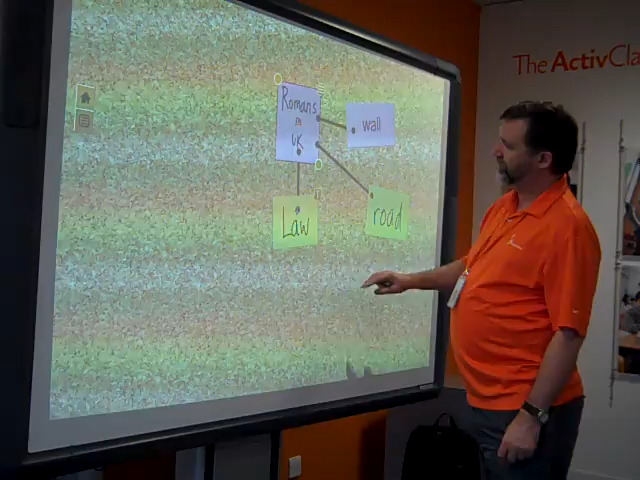 The ActivCla
Romans
in
UK
wall
road
Law